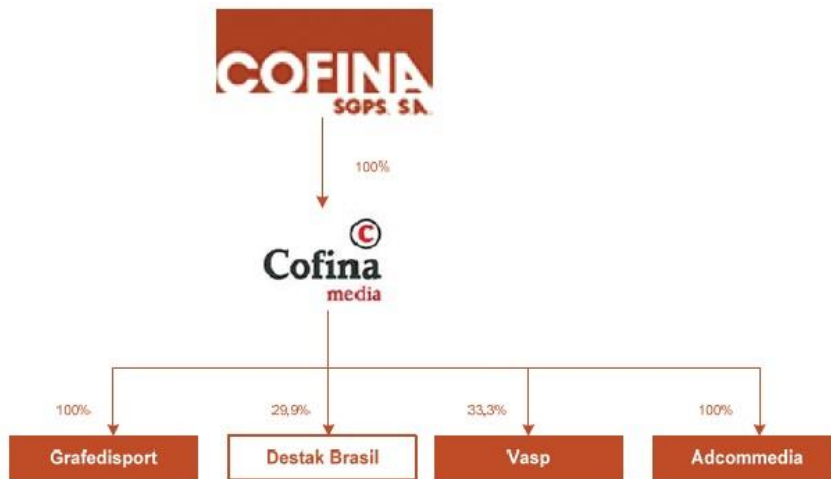 COFINA
SGPS, SA.
100%
C
Cofina
media
100%
29,9%
33,3%
100%
Grafedisport
Destak Brasil
Vasp
Adcommedia